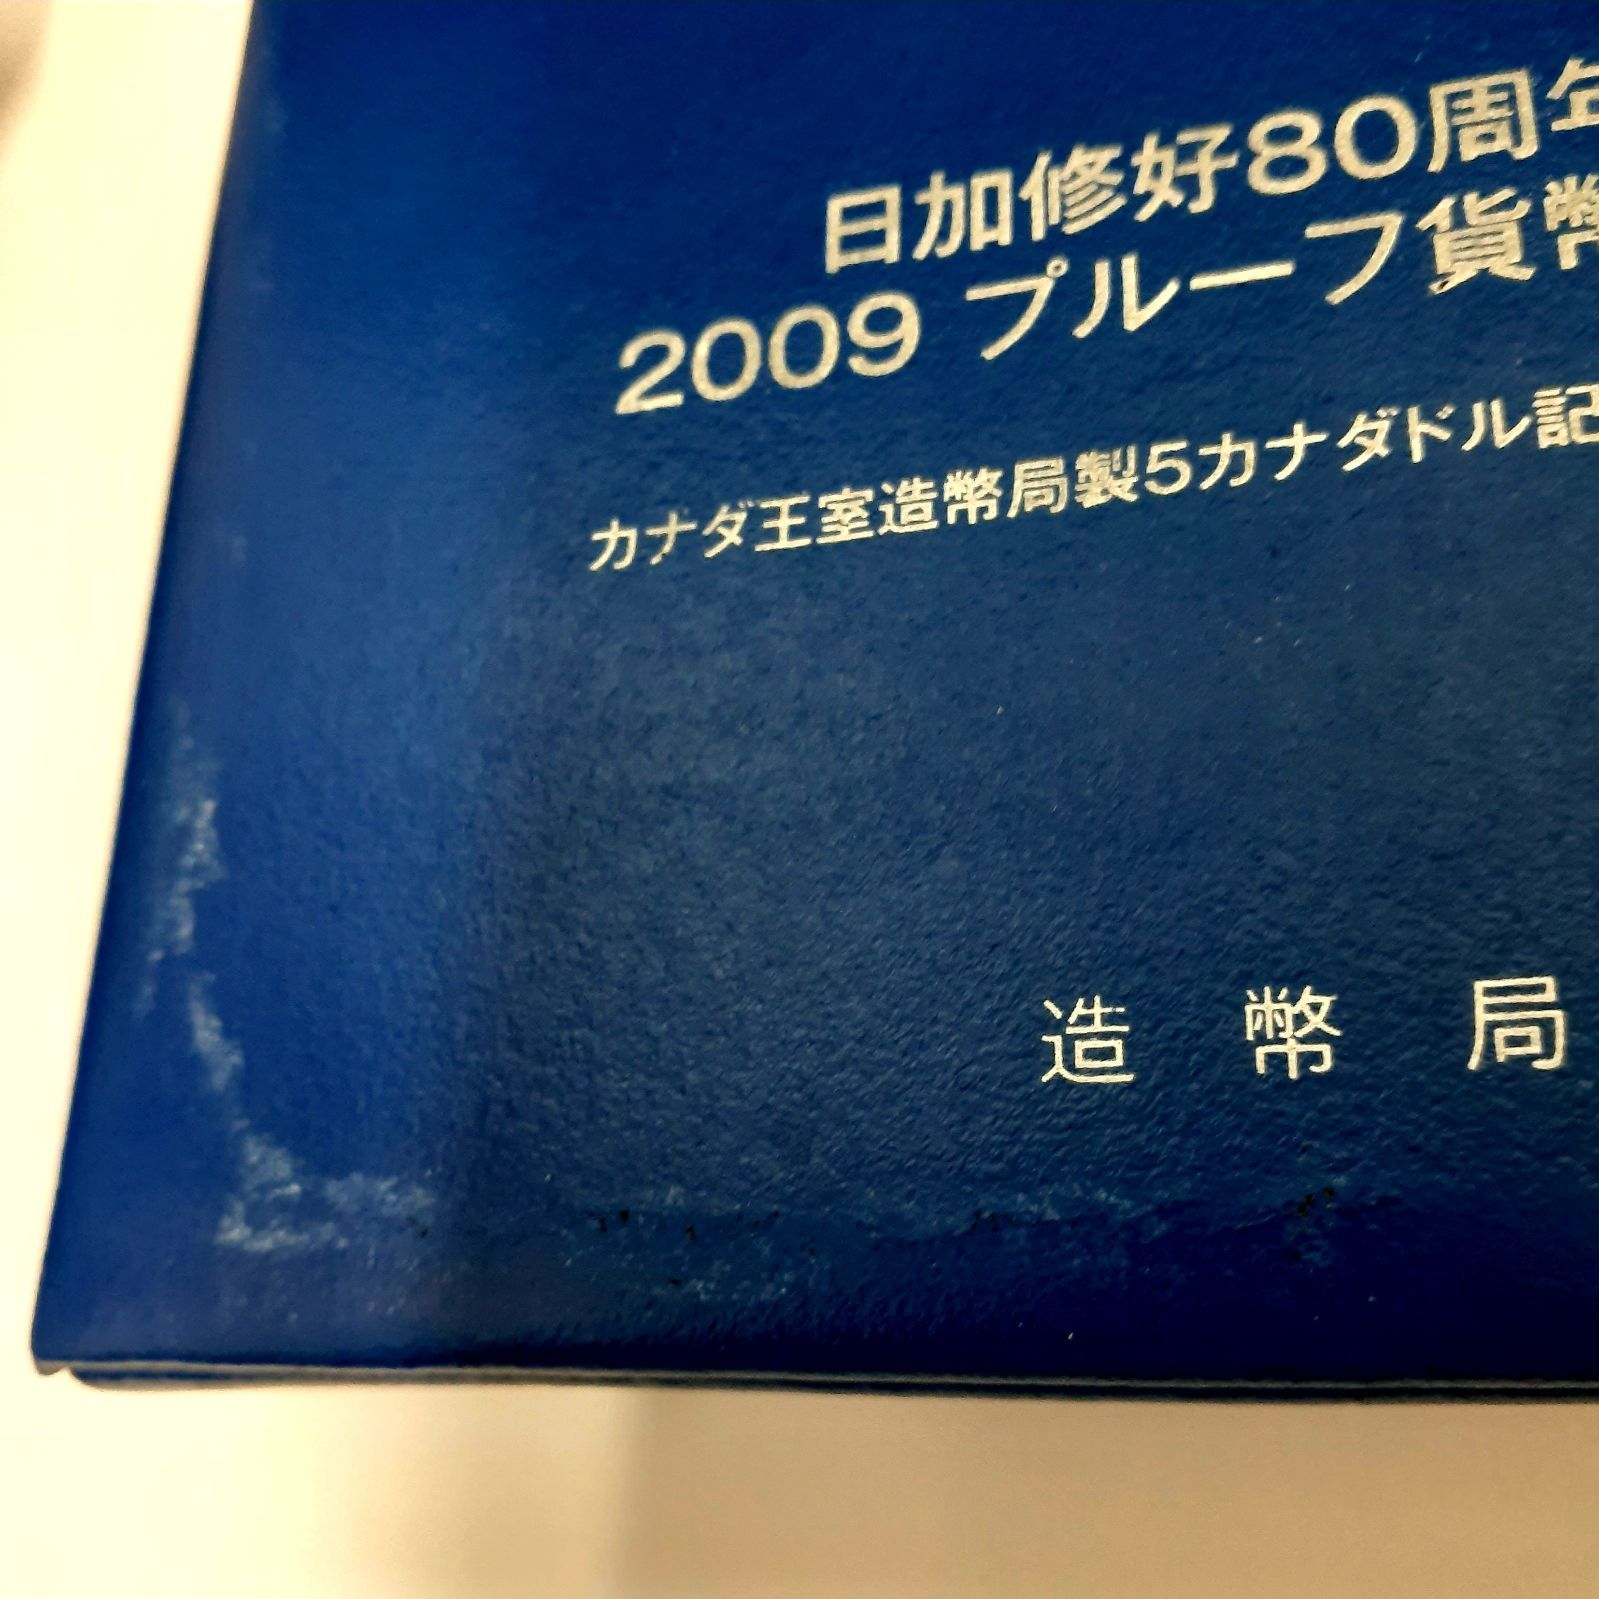 日加修好80周年
2009 プルーフ貨幣
カナダ王室造幣局製5カナダドル記
造幣局